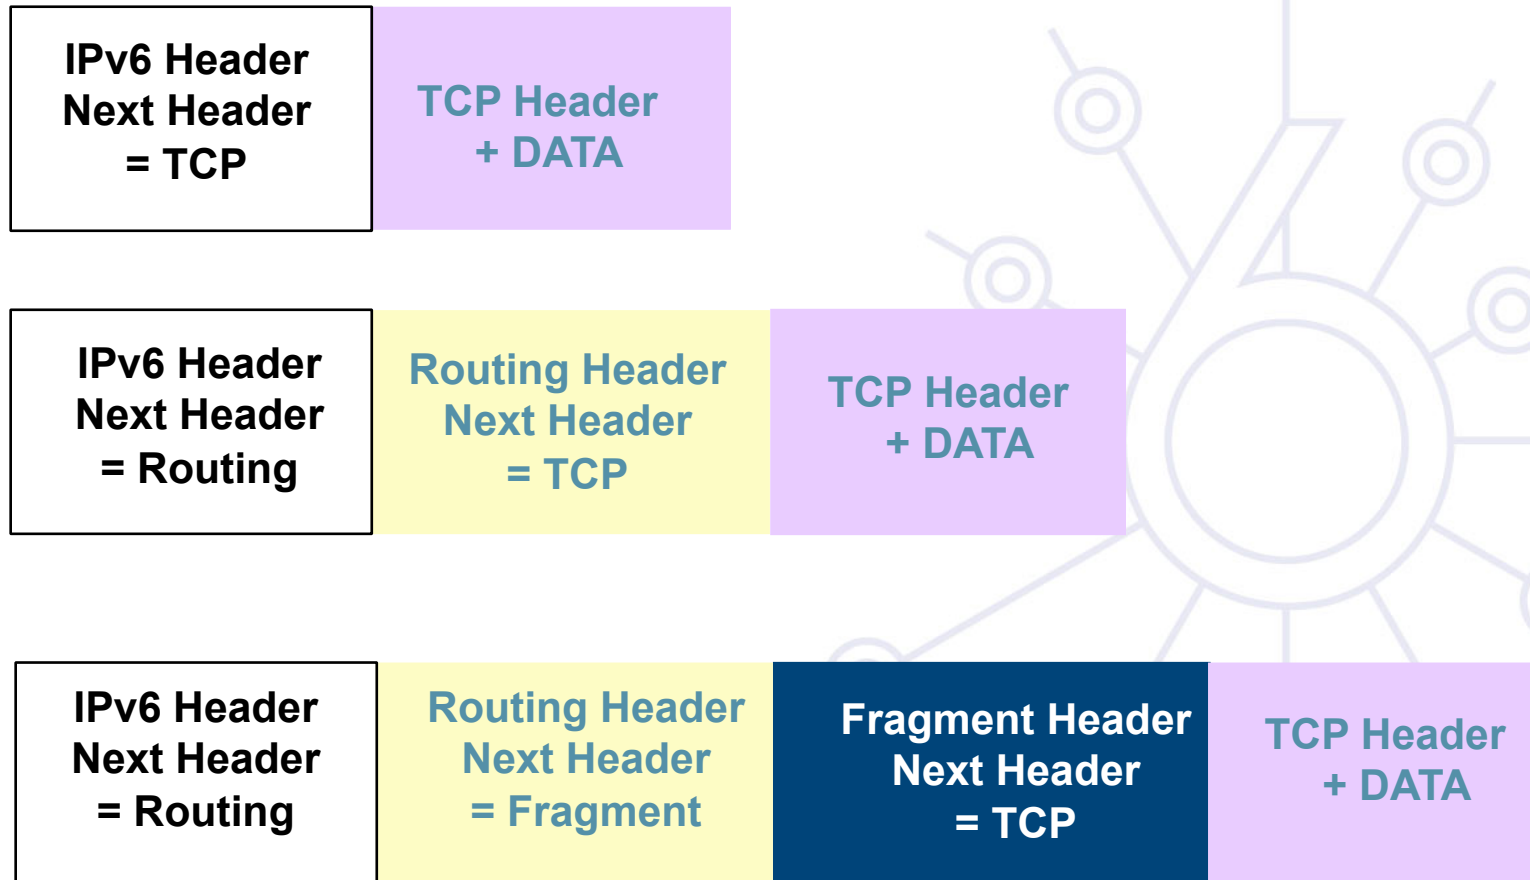 IPv6 Header
Next Header
= TCP
TCP Header
+ DATA
IPv6 Header
Next Header
= Routing
Routing Header
Next Header
= TCP
TCP Header
+ DATA
IPv6 Header
Next Header
= Routing
Routing Header
Next Header
= Fragment
Fragment Header
Next Header
= TCP
TCP Header
+ DATA